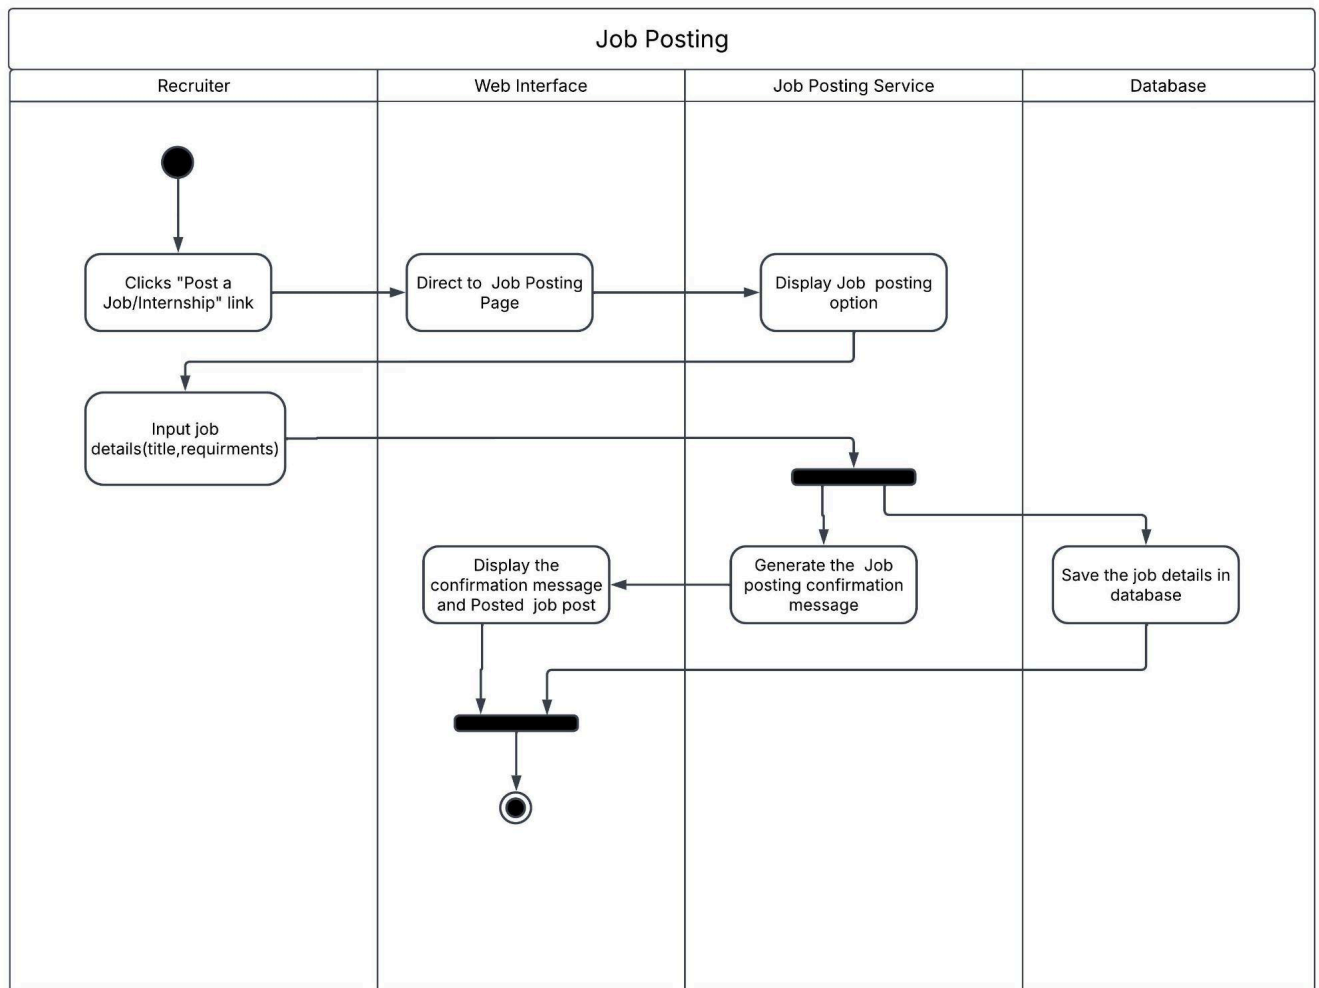 Job Posting
Recruiter
Web Interface
Job Posting Service
Database
Clicks "Post a
Job/Internship" link
Direct to  Job Posting
Page
Display Job  posting
option
Input job
details(title,requirments)
Display the
confirmation message
and Posted  job post
Generate the  Job
posting confirmation
message
Save the job details in
database